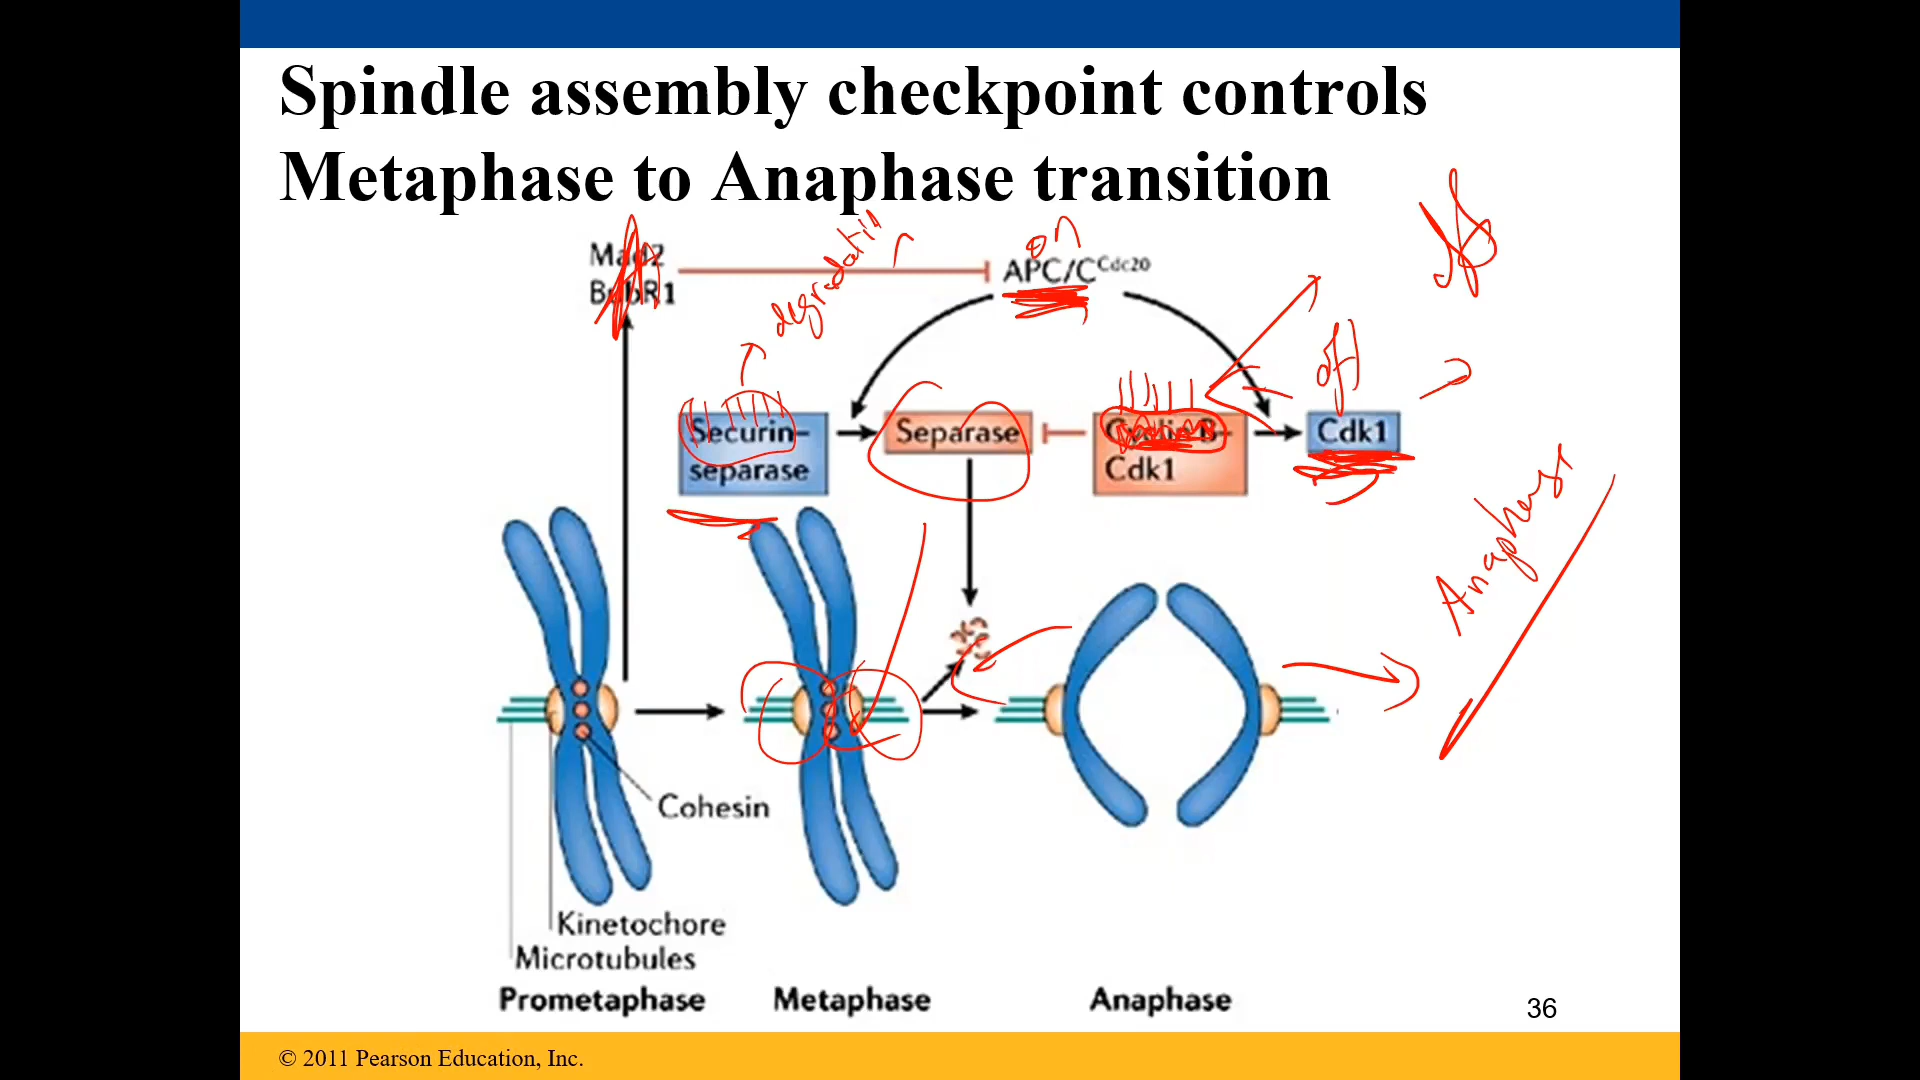 Spindle assembly checkpoint controls
Metaphase to Anaphase transition
degradation
on
Mad2
BubR1
APC/C^Cdc20
off
Securin-
separase
Separase
Cyclin B-
Cdk1
Cdk1
Anaphase
Cohesin
Kinetochore
Microtubules
Prometaphase
Metaphase
Anaphase
36
© 2011 Pearson Education, Inc.